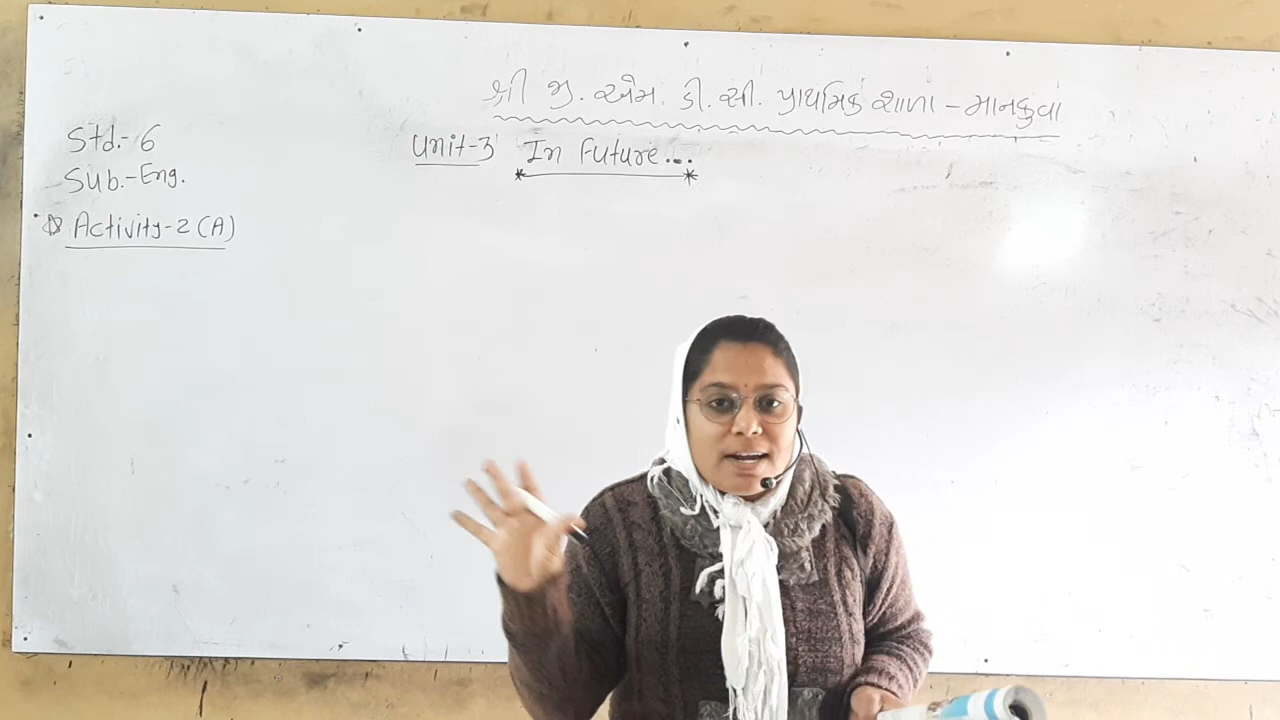 શ્રી જી. એમ. ડી. સી. પ્રાથમિક શાળા - માનકુવા
Unit-3 In Future...
Std:- 6
Sub.-Eng.
Activity-2 (A)